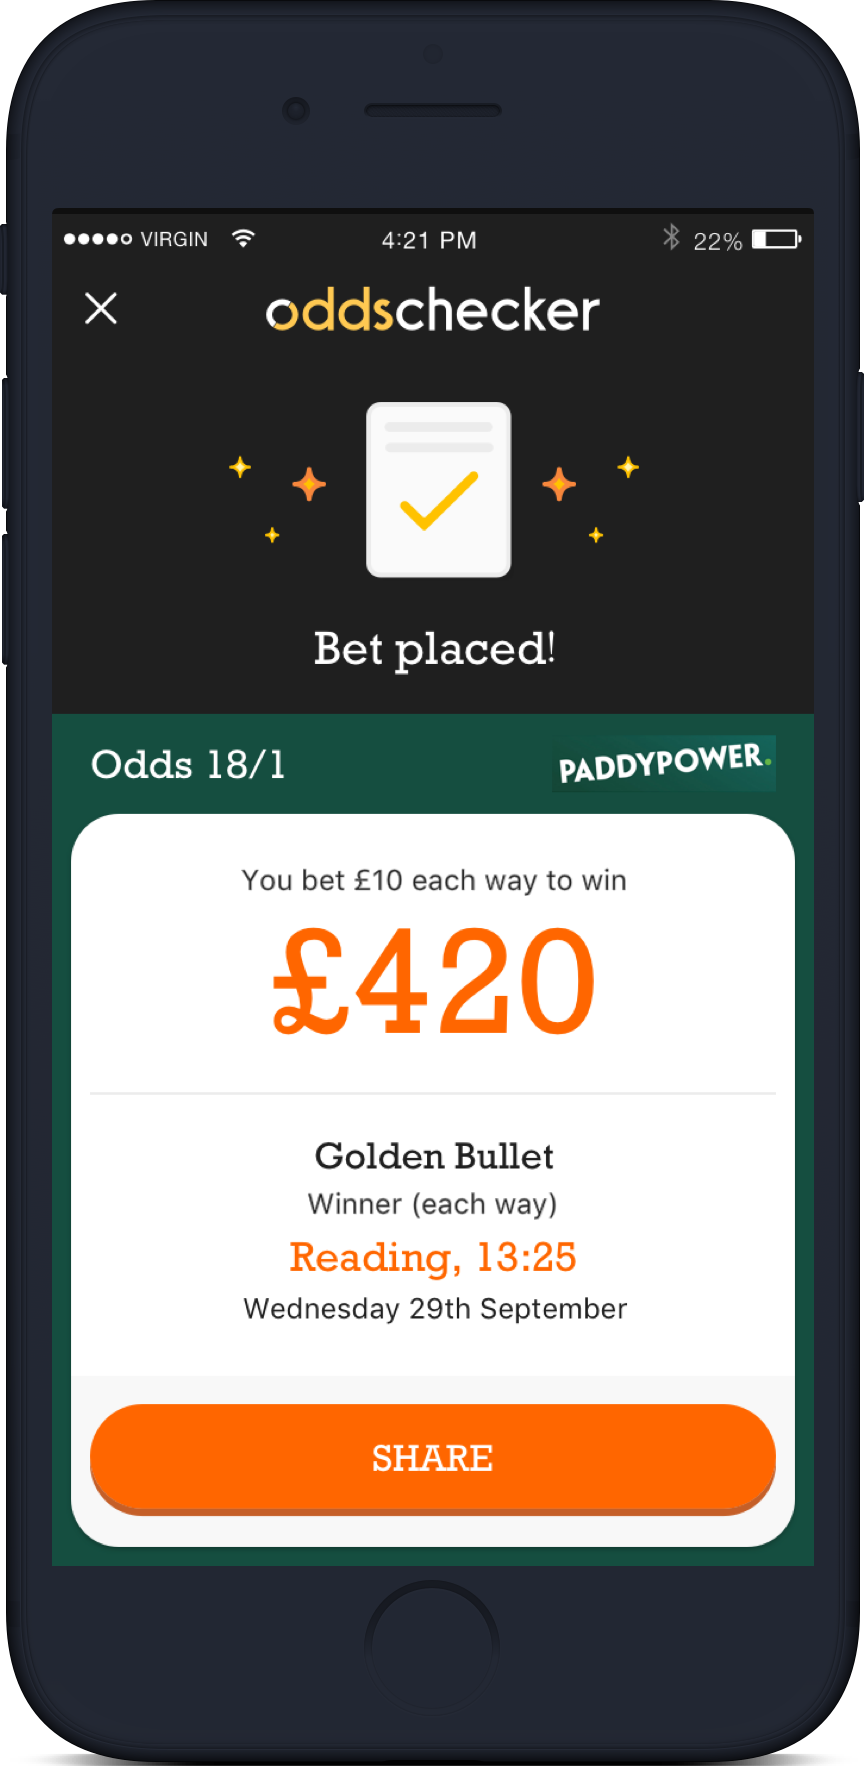 VIRGIN 4:21 PM 22%
oddschecker
Bet placed!
Odds 18/1 PADDYPOWER.
You bet £10 each way to win
£420
Golden Bullet
Winner (each way)
Reading, 13:25
Wednesday 29th September
SHARE